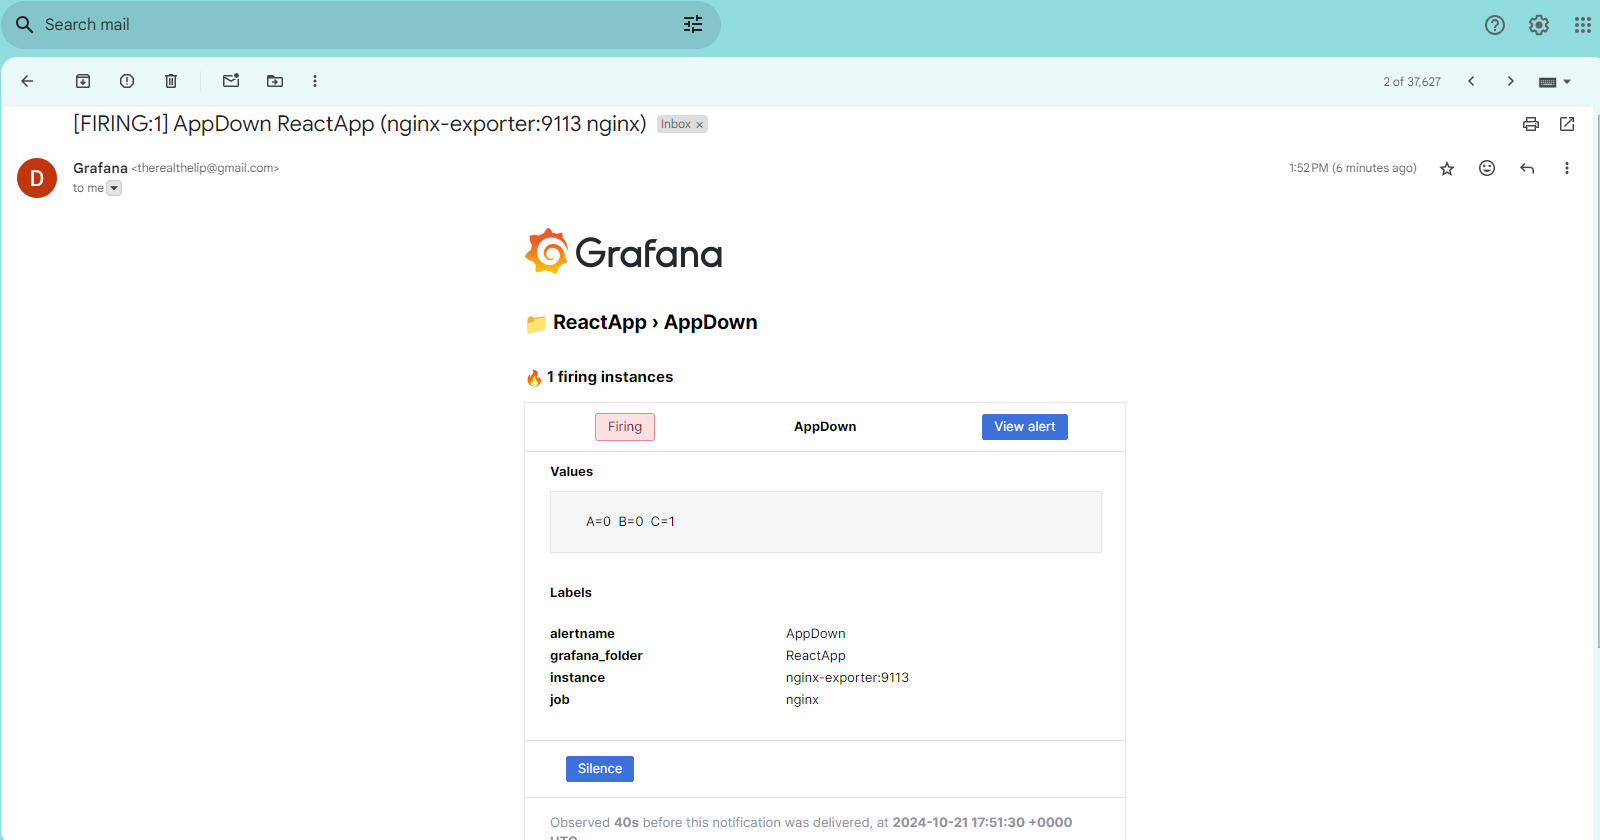 Search mail
2 of 37,627
[FIRING:1] AppDown ReactApp (nginx-exporter:9113 nginx) Inbox ×
D
Grafana <therealthelip@gmail.com>
1:52 PM (6 minutes ago)
to me
Grafana
ReactApp › AppDown
1 firing instances
Firing AppDown View alert
Values
A=0 B=0 C=1
Labels
alertname AppDown
grafana_folder ReactApp
instance nginx-exporter:9113
job nginx
Silence
Observed 40s before this notification was delivered, at 2024-10-21 17:51:30 +0000
UTC